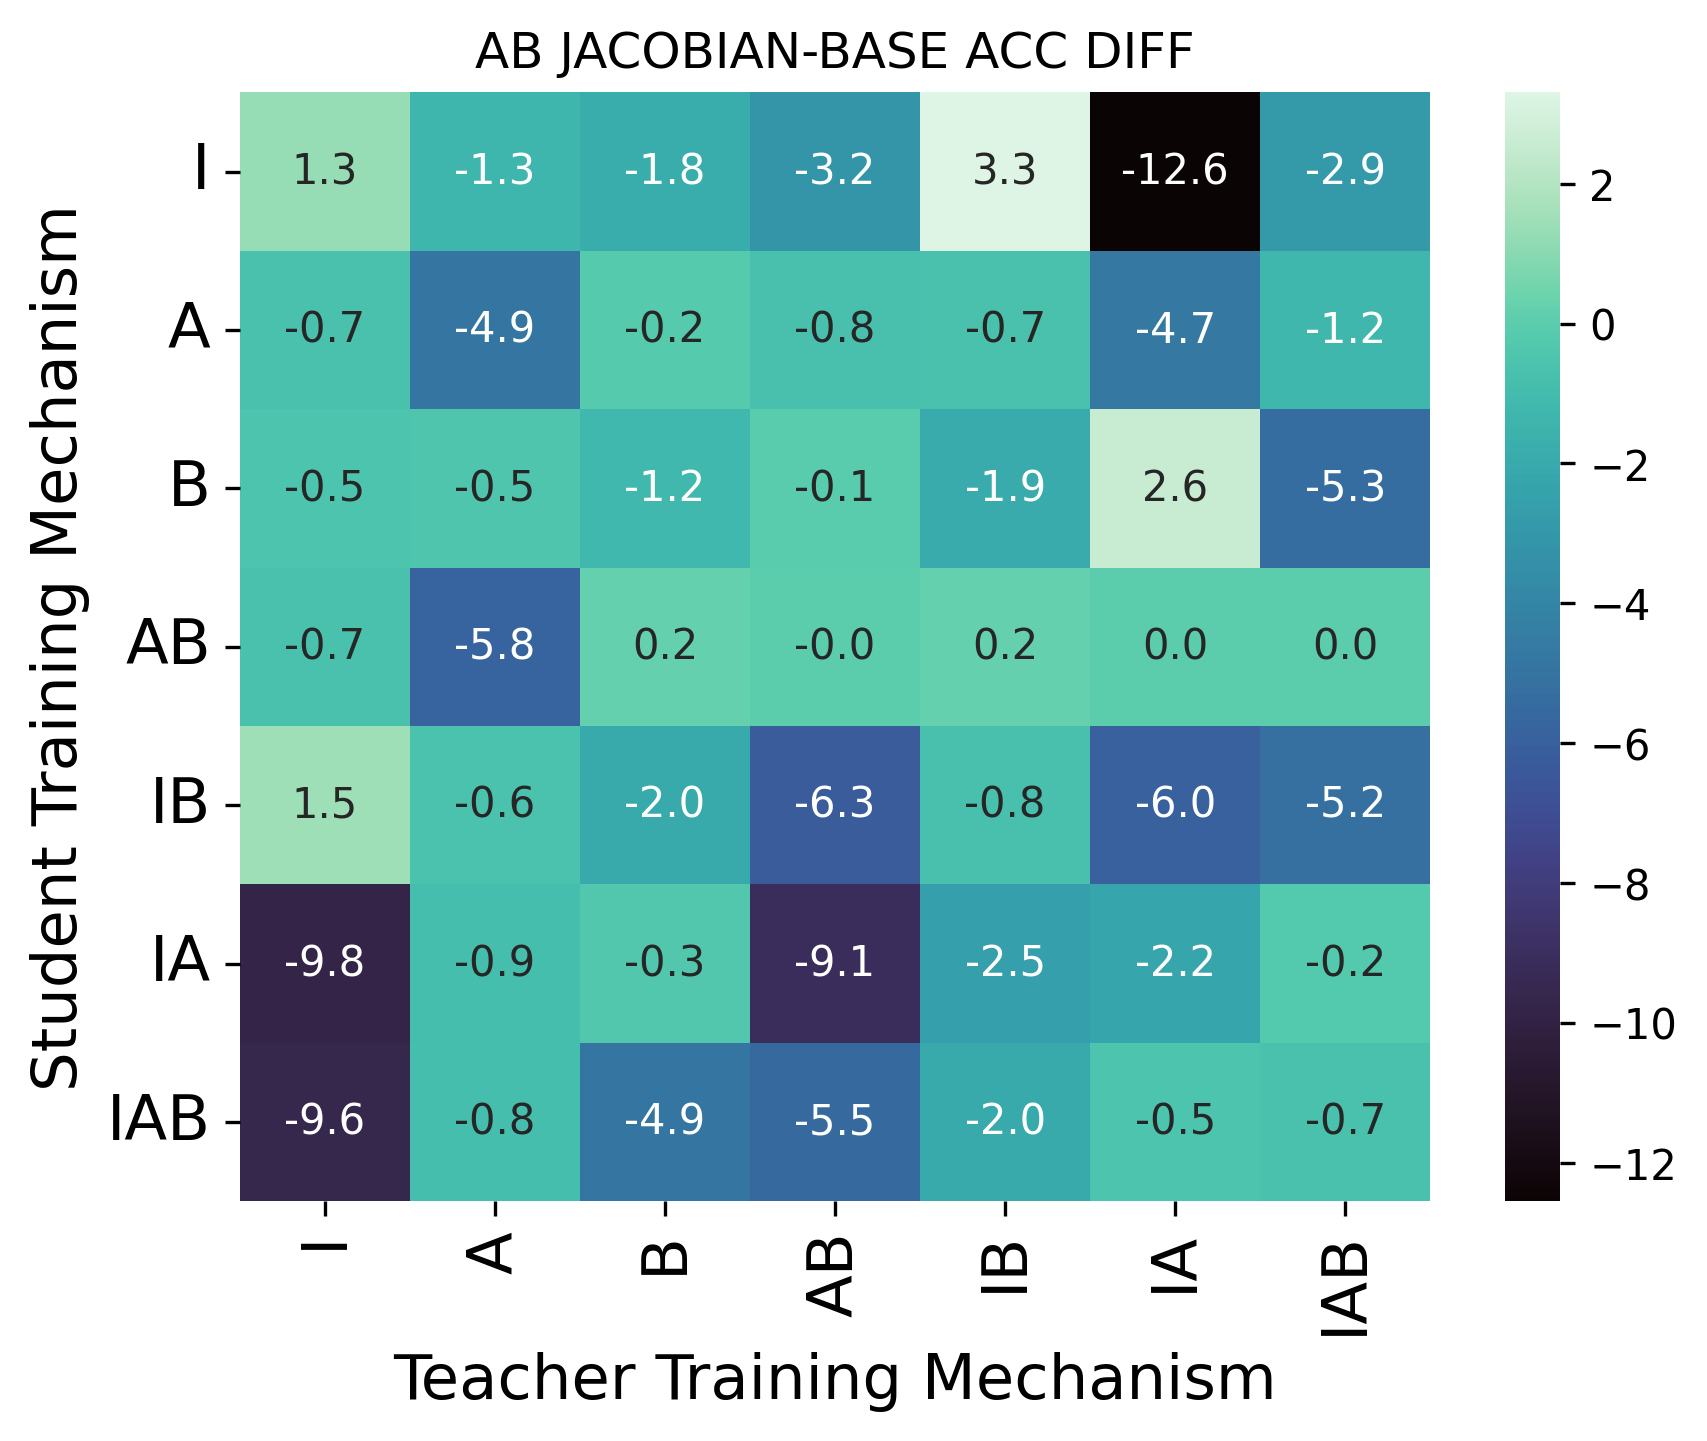 AB JACOBIAN-BASE ACC DIFF
Student Training Mechanism
I 1.3 -1.3 -1.8 -3.2 3.3 -12.6 -2.9
A -0.7 -4.9 -0.2 -0.8 -0.7 -4.7 -1.2
B -0.5 -0.5 -1.2 -0.1 -1.9 2.6 -5.3
AB -0.7 -5.8 0.2 -0.0 0.2 0.0 0.0
IB 1.5 -0.6 -2.0 -6.3 -0.8 -6.0 -5.2
IA -9.8 -0.9 -0.3 -9.1 -2.5 -2.2 -0.2
IAB -9.6 -0.8 -4.9 -5.5 -2.0 -0.5 -0.7
I A B AB IB IA IAB
Teacher Training Mechanism
2
0
−2
−4
−6
−8
−10
−12